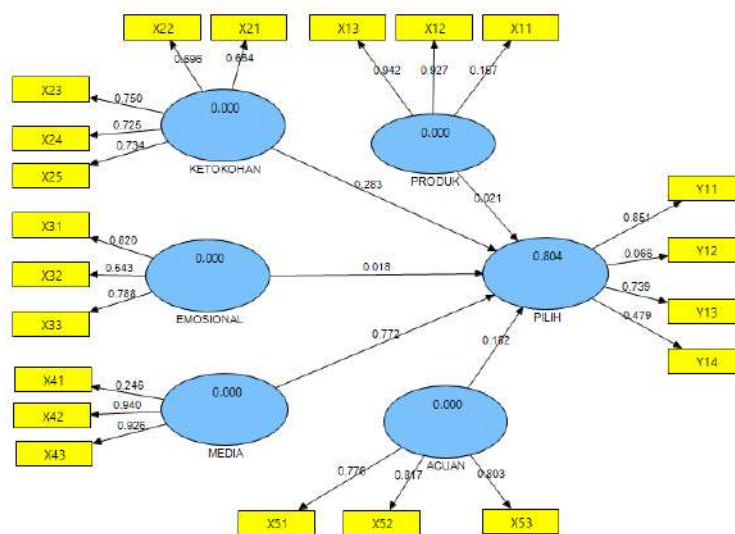 X22
X21
X13
X12
X11
0.696
0.664
0.942
0.927
0.187
X23
0.750
X24
0.725
X25
0.734
0.000
KETOKOHAN
0.000
PRODUK
0.283
0.021
X31
0.820
X32
0.643
X33
0.788
0.000
EMOSIONAL
0.018
0.804
PILIH
Y11
0.851
Y12
0.066
Y13
0.739
Y14
0.479
X41
0.246
X42
0.940
X43
0.926
0.000
MEDIA
0.772
0.000
ACUAN
X51
0.776
X52
0.817
X53
0.803